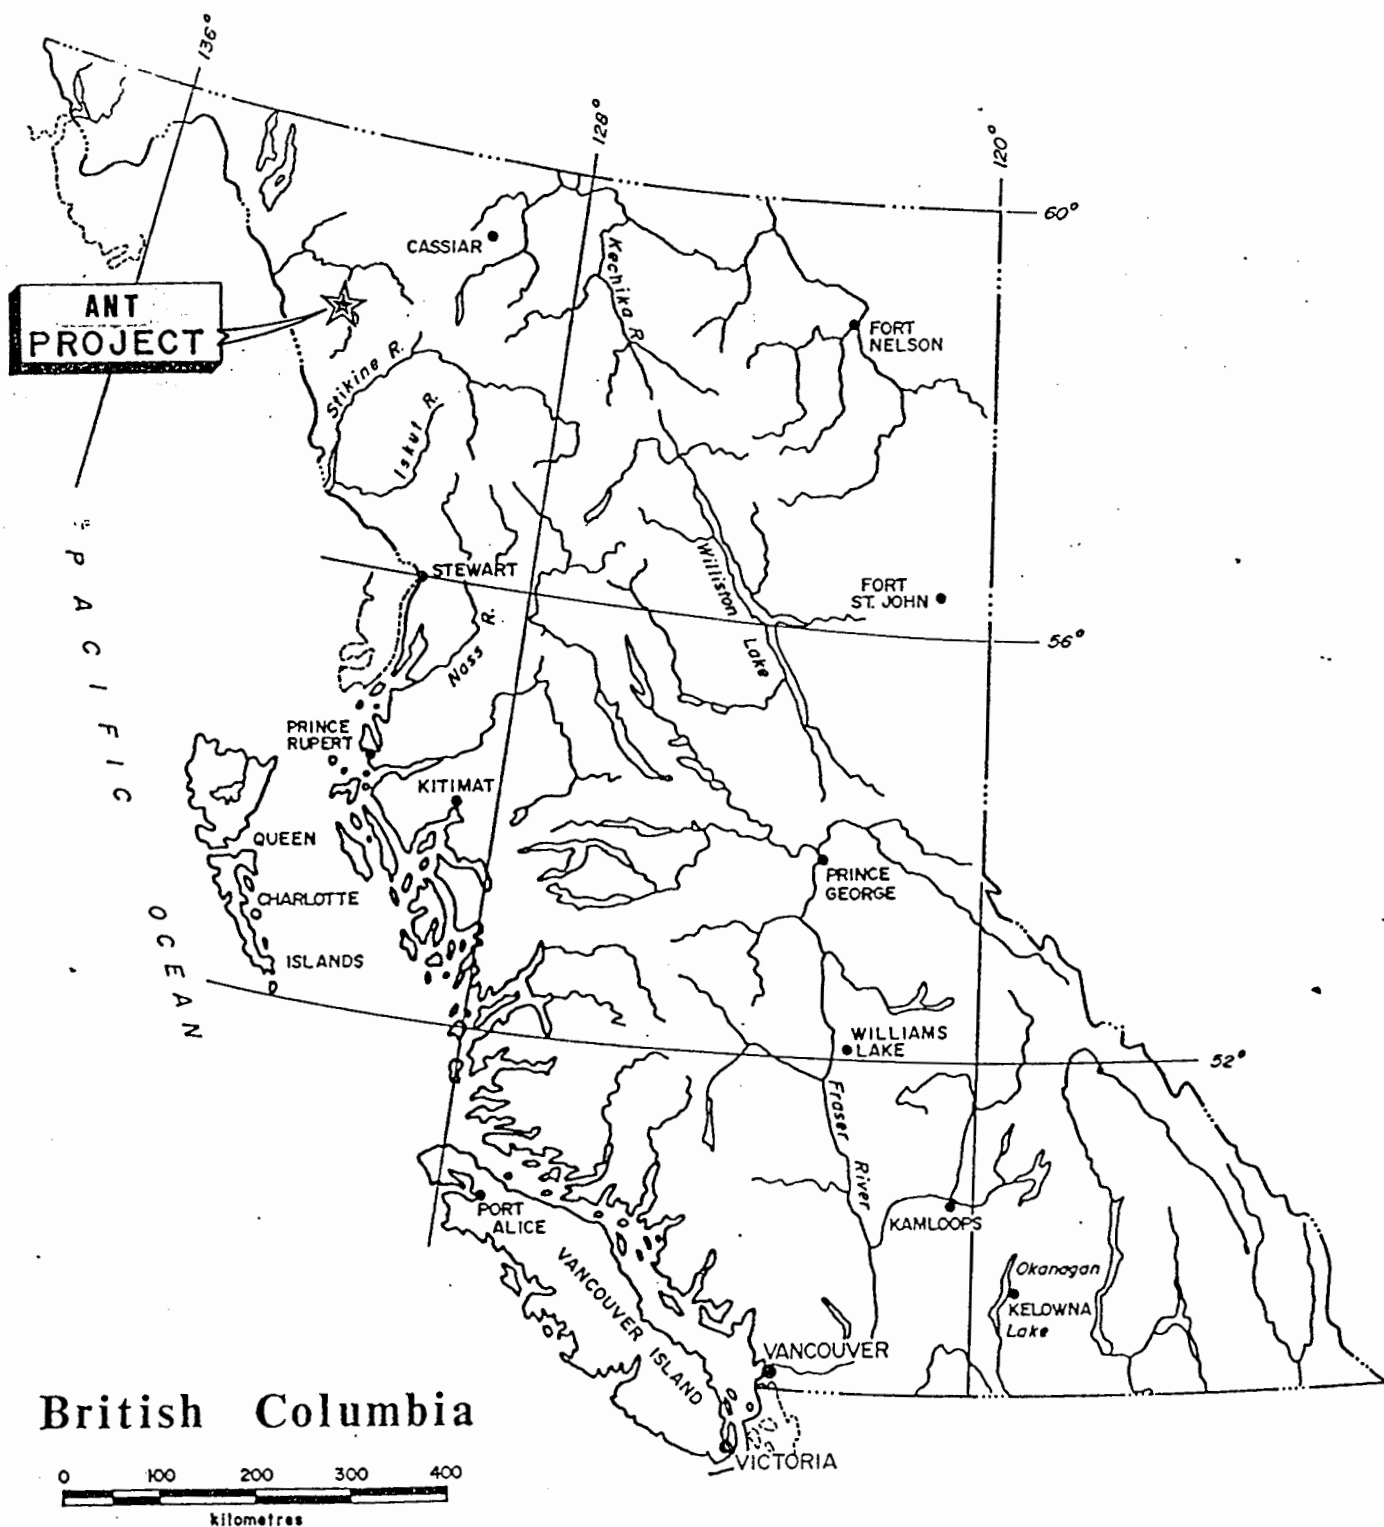 136°
128°
120°
60°
CASSIAR
Kechika R.
ANT
PROJECT
FORT
NELSON
Stikine R.
Iskut R.
STEWART
Williston
Lake
FORT
ST. JOHN
56°
Nass R.
PACIFIC
OCEAN
PRINCE
RUPERT
KITIMAT
QUEEN
CHARLOTTE
ISLANDS
PRINCE
GEORGE
WILLIAMS
LAKE
52°
Fraser
River
PORT
ALICE
KAMLOOPS
VANCOUVER
ISLAND
Okanagan
KELOWNA
Lake
VANCOUVER
VICTORIA
British Columbia
0 100 200 300 400
kilometres